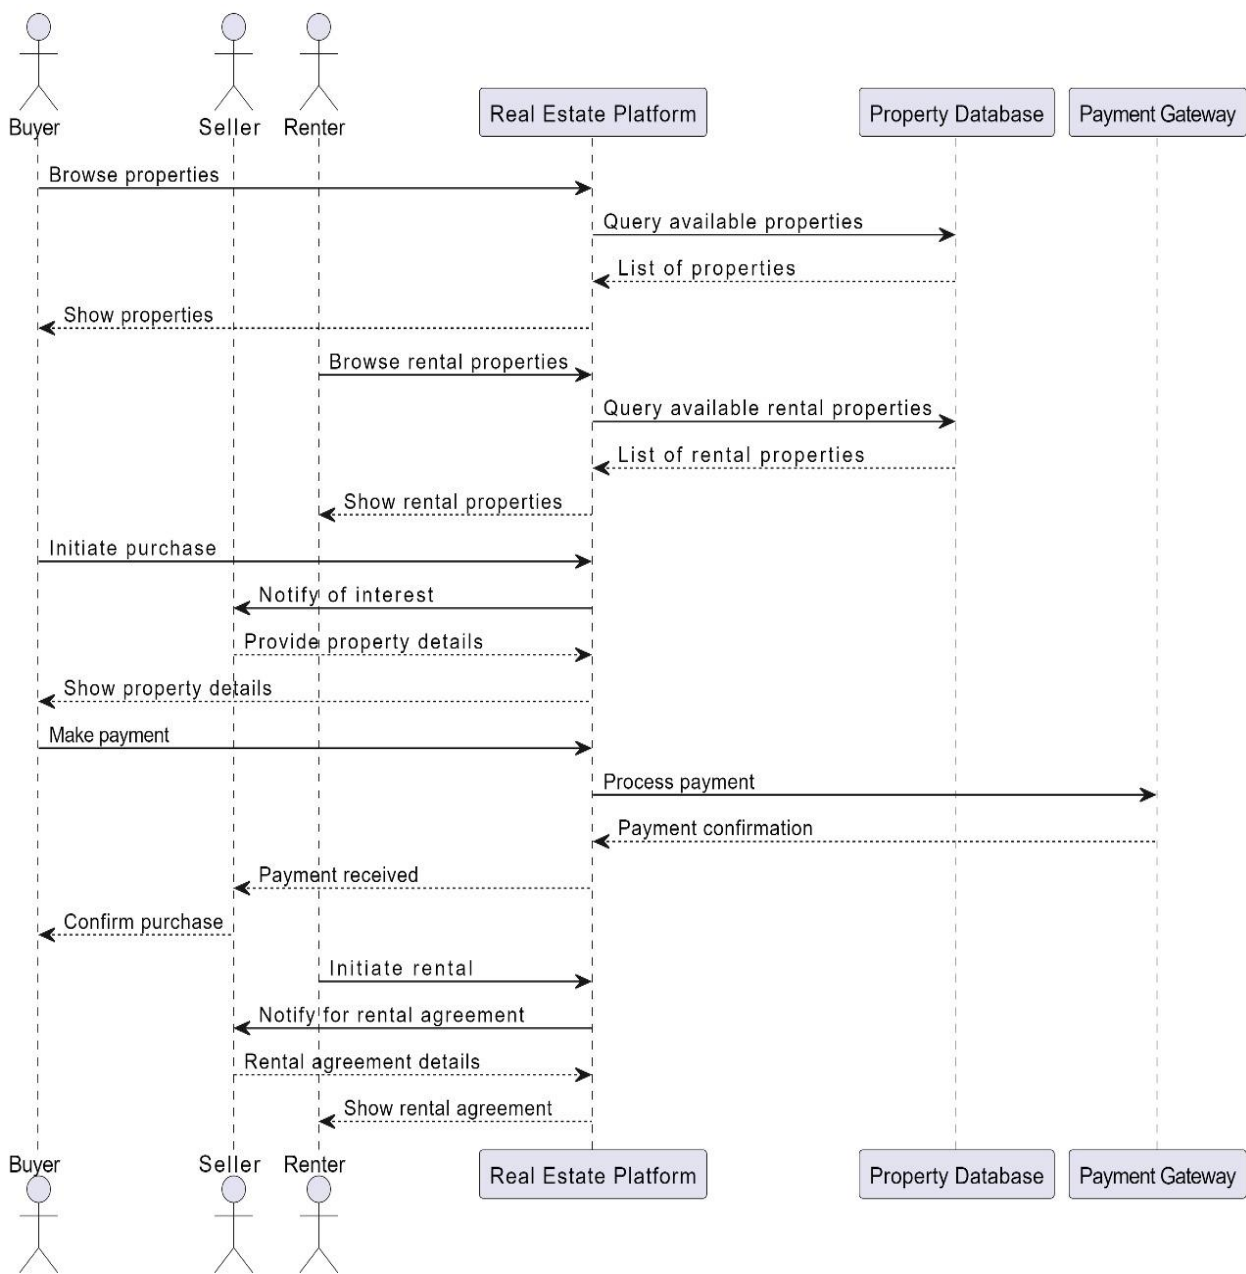 Buyer
Seller
Renter
Real Estate Platform
Property Database
Payment Gateway
Browse properties
Query available properties
List of properties
Show properties
Browse rental properties
Query available rental properties
List of rental properties
Show rental properties
Initiate purchase
Notify of interest
Provide property details
Show property details
Make payment
Process payment
Payment confirmation
Payment received
Confirm purchase
Initiate rental
Notify for rental agreement
Rental agreement details
Show rental agreement
Buyer
Seller
Renter
Real Estate Platform
Property Database
Payment Gateway